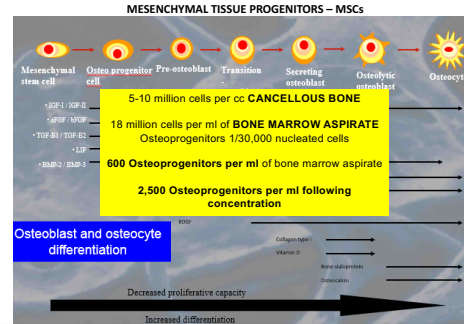 MESENCHYMAL TISSUE PROGENITORS – MSCs
Mesenchymal stem cell
Osteo progenitor cell
Pre-osteoblast
Transition
Secreting osteoblast
Osteolytic osteoblast
Osteocyte
• IGF-I / IGF-II
• aFGF / bFGF
• TGF-B1 / TGF-B2
• LIF
• BMP-2 / BMP-3
5-10 million cells per cc CANCELLOUS BONE
18 million cells per ml of BONE MARROW ASPIRATE
Osteoprogenitors 1/30,000 nucleated cells
600 Osteoprogenitors per ml of bone marrow aspirate
2,500 Osteoprogenitors per ml following
concentration
Osteoblast and osteocyte
differentiation
Collagen type I
Vitamin D
Bone sialoprotein
Osteocalcin
Decreased proliferative capacity
Increased differentiation